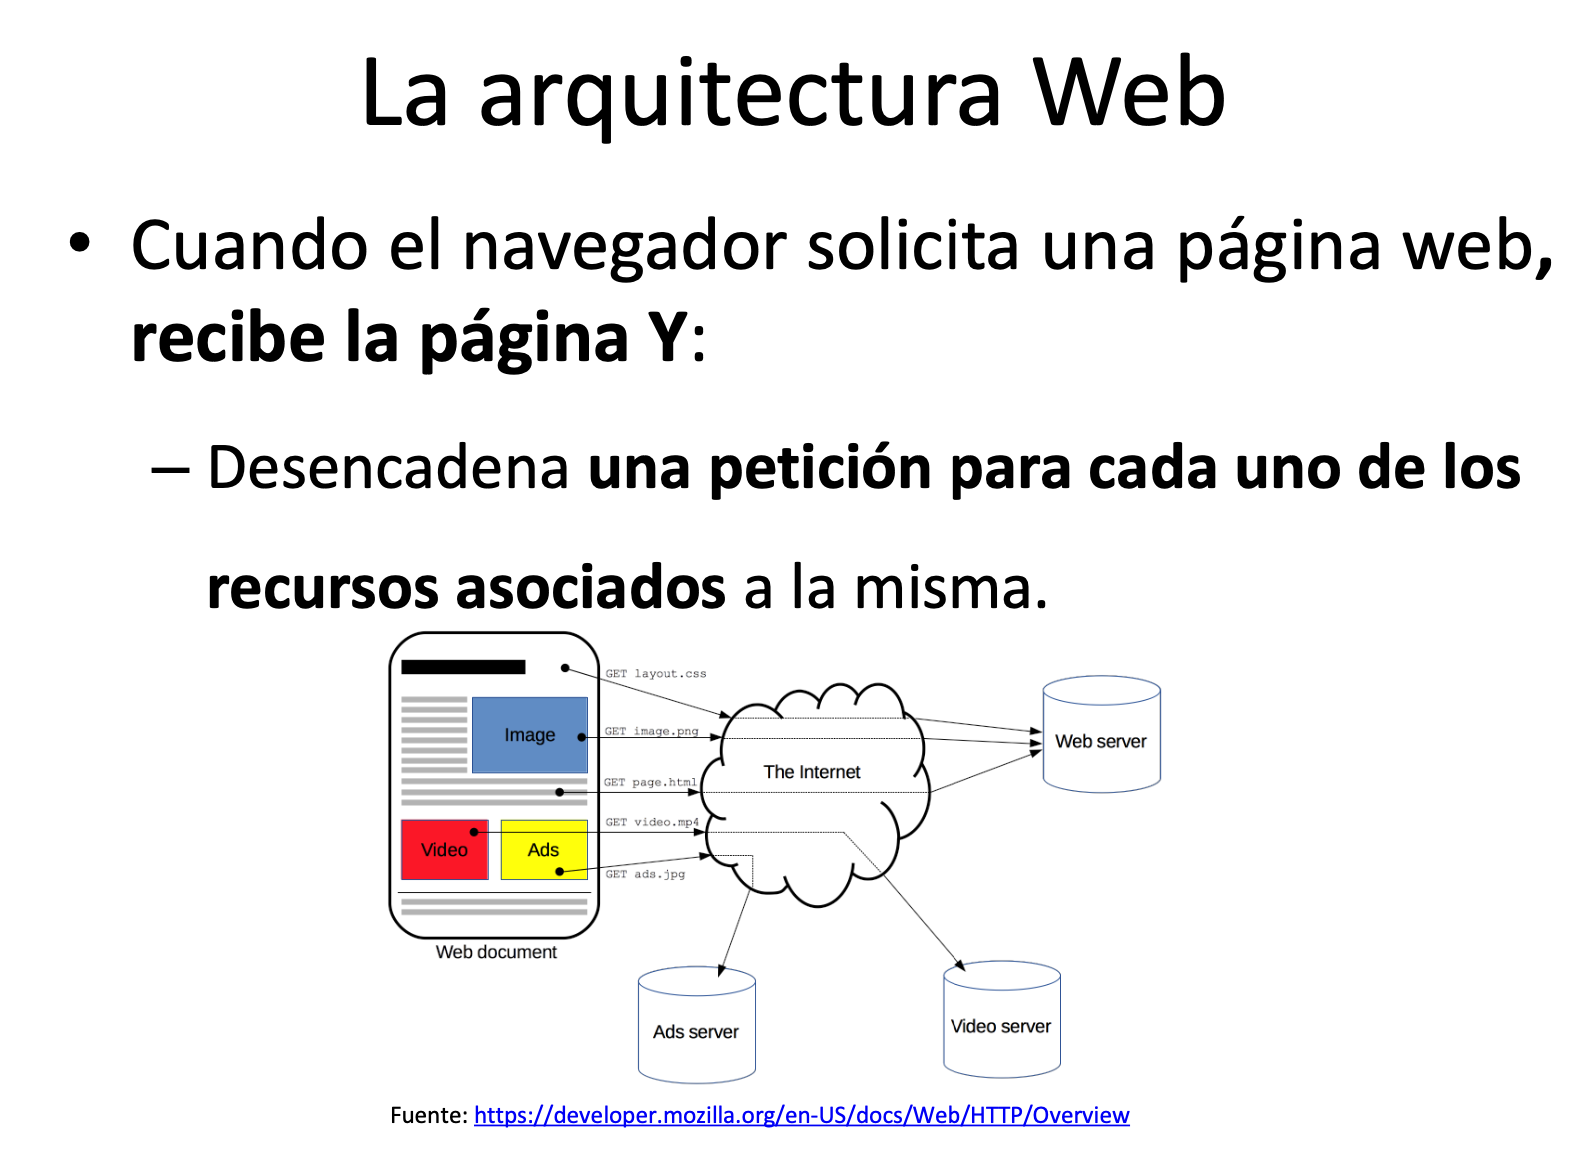 La arquitectura Web
• Cuando el navegador solicita una página web,
recibe la página Y:
– Desencadena una petición para cada uno de los
recursos asociados a la misma.
GET layout.css
Image
GET image.png
Web server
The Internet
GET page.html
GET video.mp4
Video
Ads
GET ads.jpg
Web document
Ads server
Video server
Fuente: https://developer.mozilla.org/en-US/docs/Web/HTTP/Overview